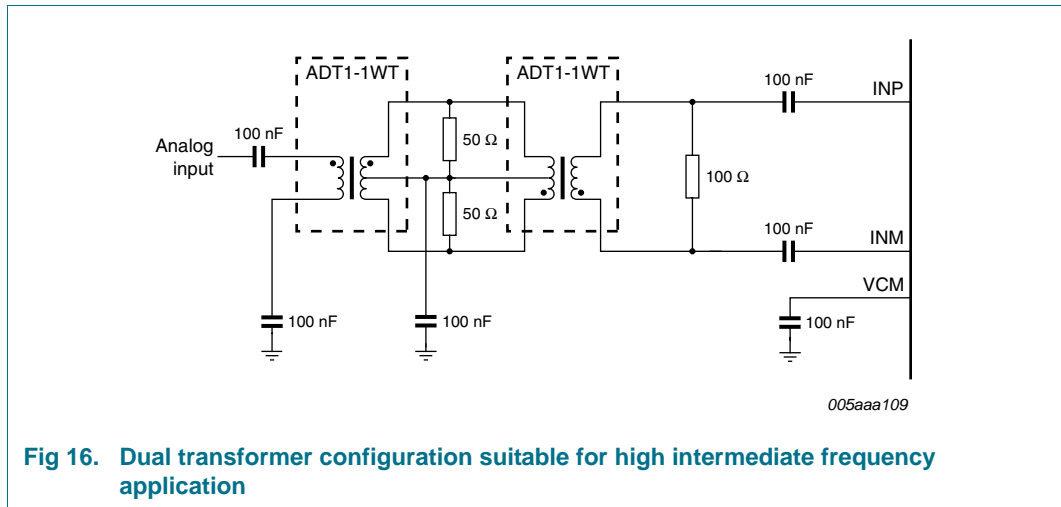 ADT1-1WT
ADT1-1WT
100 nF
INP
Analog
input
100 nF
50 Ω
50 Ω
100 Ω
100 nF
INM
VCM
100 nF
100 nF
100 nF
005aaa109
Fig 16. Dual transformer configuration suitable for high intermediate frequency
application